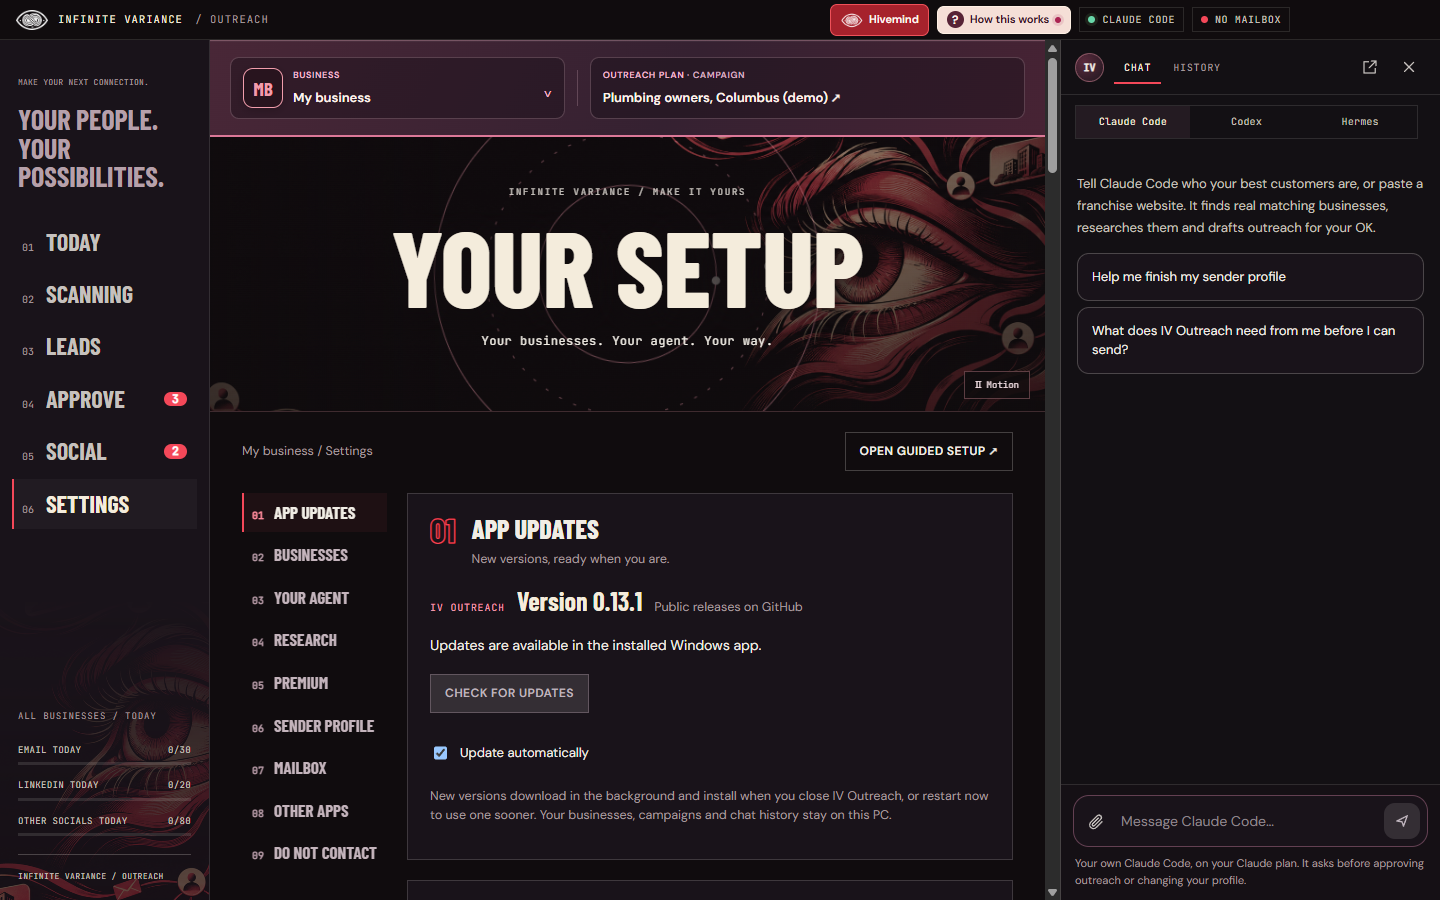 INFINITE VARIANCE / OUTREACH
Hivemind
? How this works
CLAUDE CODE
NO MAILBOX
MAKE YOUR NEXT CONNECTION.
YOUR PEOPLE.
YOUR
POSSIBILITIES.
01 TODAY
02 SCANNING
03 LEADS
04 APPROVE 3
05 SOCIAL 2
06 SETTINGS
ALL BUSINESSES / TODAY
EMAIL TODAY 0/30
LINKEDIN TODAY 0/20
OTHER SOCIALS TODAY 0/80
INFINITE VARIANCE / OUTREACH
MB
BUSINESS
My business
OUTREACH PLAN · CAMPAIGN
Plumbing owners, Columbus (demo) ↗
INFINITE VARIANCE / MAKE IT YOURS
YOUR SETUP
Your businesses. Your agent. Your way.
Motion
My business / Settings
OPEN GUIDED SETUP ↗
01 APP UPDATES
02 BUSINESSES
03 YOUR AGENT
04 RESEARCH
05 PREMIUM
06 SENDER PROFILE
07 MAILBOX
08 OTHER APPS
09 DO NOT CONTACT
01 APP UPDATES
New versions, ready when you are.
IV OUTREACH Version 0.13.1 Public releases on GitHub
Updates are available in the installed Windows app.
CHECK FOR UPDATES
Update automatically
New versions download in the background and install when you close IV Outreach, or restart now
to use one sooner. Your businesses, campaigns and chat history stay on this PC.
IV
CHAT HISTORY
Claude Code Codex Hermes
Tell Claude Code who your best customers are, or paste a
franchise website. It finds real matching businesses,
researches them and drafts outreach for your OK.
Help me finish my sender profile
What does IV Outreach need from me before I can
send?
Message Claude Code...
Your own Claude Code, on your Claude plan. It asks before approving
outreach or changing your profile.